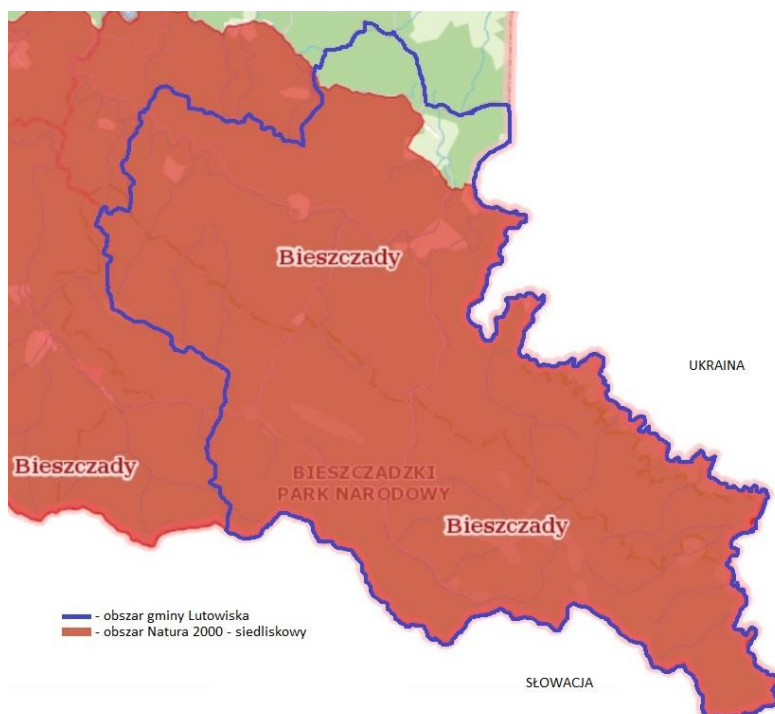 Bieszczady
UKRAINA
Bieszczady
BIESZCZADZKI
PARK NARODOWY
Bieszczady
- obszar gminy Lutowiska
- obszar Natura 2000 - siedliskowy
SŁOWACJA